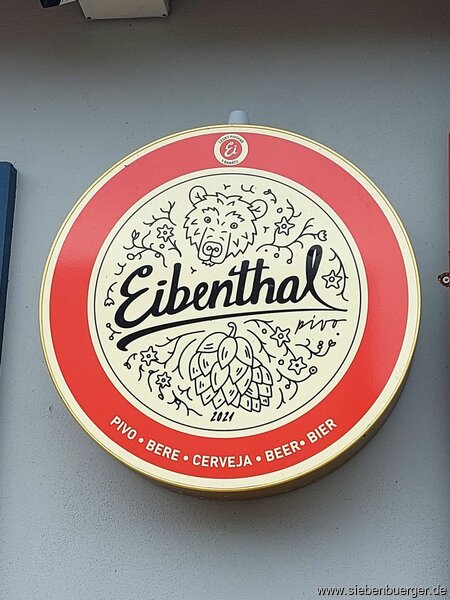 Ei
Eibenthal
pivo
2021
PIVO • BERE • CERVEJA • BEER • BIER
www.siebenbuerger.de